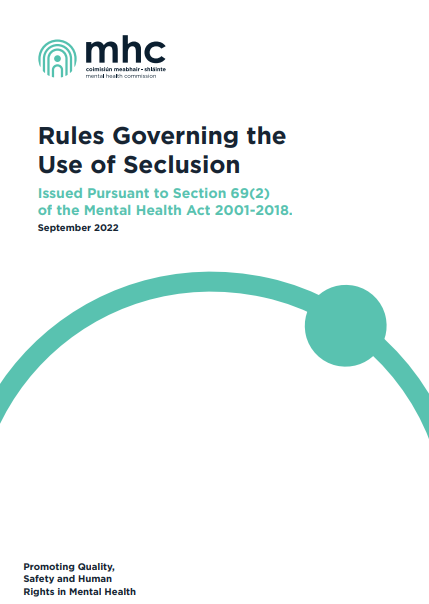 mhc
coimisiún meabhair - shláinte
mental health commission
Rules Governing the
Use of Seclusion
Issued Pursuant to Section 69(2)
of the Mental Health Act 2001-2018.
September 2022
Promoting Quality,
Safety and Human
Rights in Mental Health